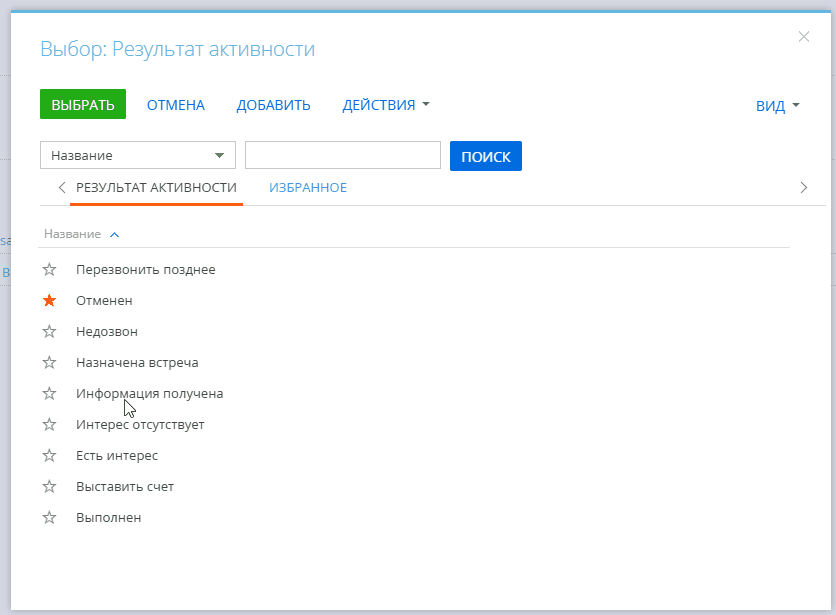 Выбор: Результат активности
ВЫБРАТЬ ОТМЕНА ДОБАВИТЬ ДЕЙСТВИЯ ВИД
Название ПОИСК
РЕЗУЛЬТАТ АКТИВНОСТИ ИЗБРАННОЕ
Название
Перезвонить позднее
Отменен
Недозвон
Назначена встреча
Информация получена
Интерес отсутствует
Есть интерес
Выставить счет
Выполнен